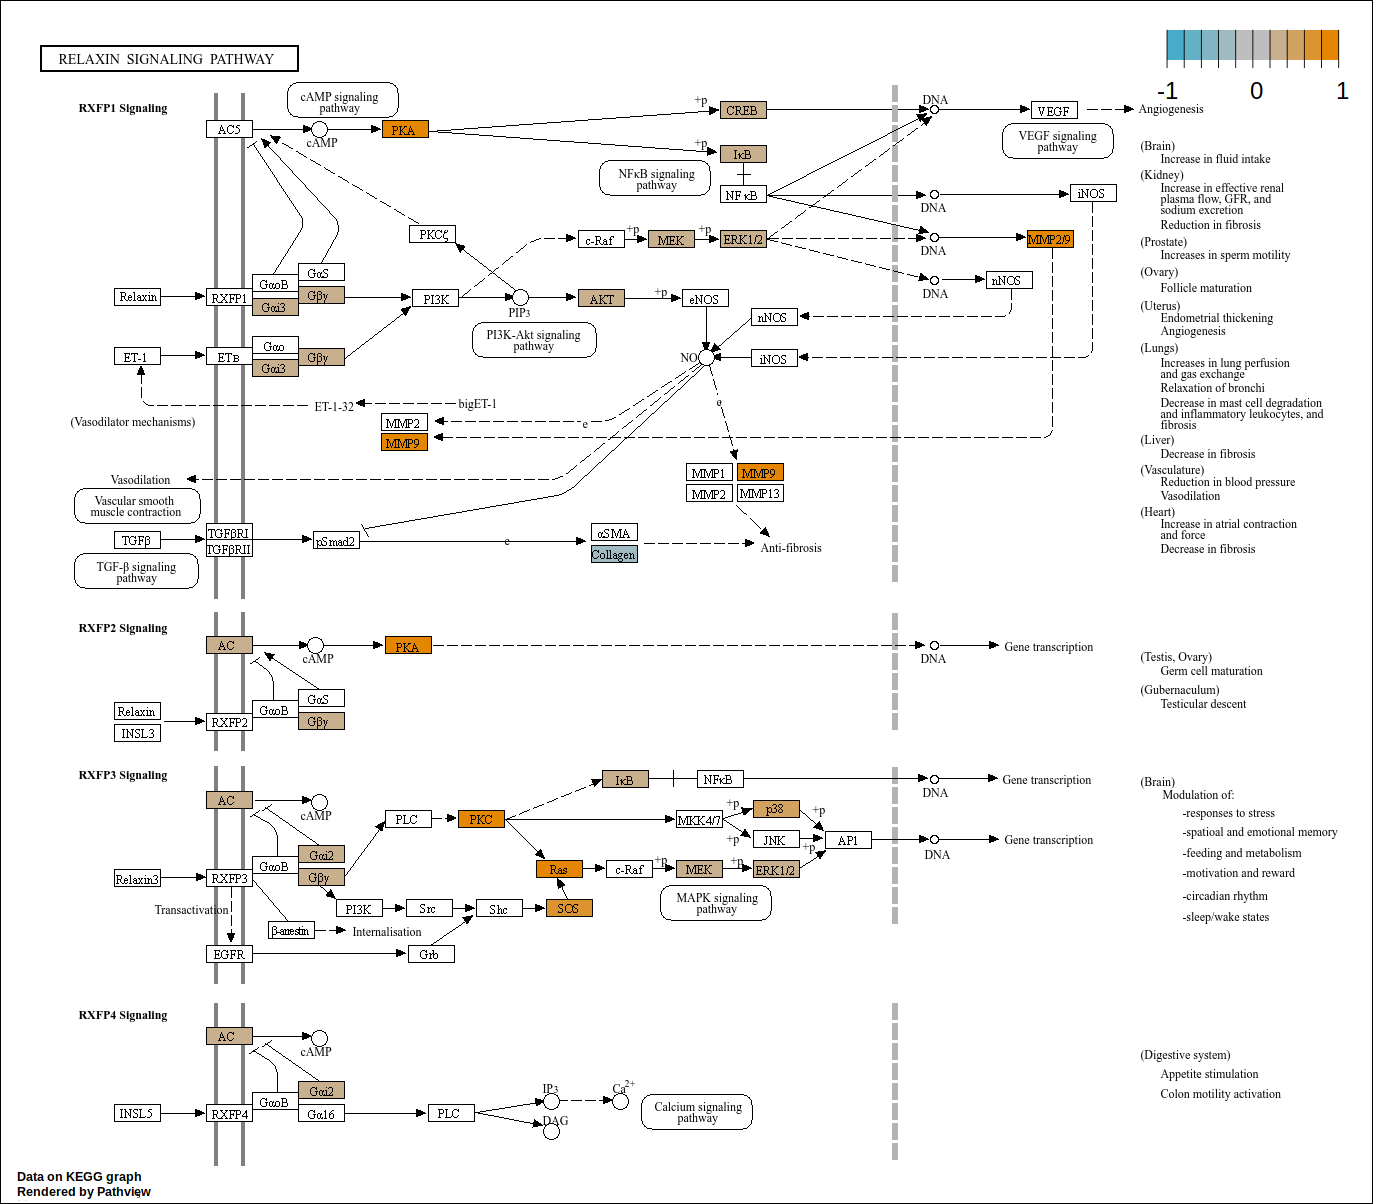 RELAXIN SIGNALING PATHWAY
-1 0 1
RXFP1 Signaling
cAMP signaling
pathway
AC5
cAMP
PKA
+p
CREB
DNA
VEGF
Angiogenesis
VEGF signaling
pathway
+p
IκB
NFκB signaling
pathway
NFκB
DNA
iNOS
PKCζ
c-Raf
+p
MEK
+p
ERK1/2
DNA
MMP2/9
GαS
GαoB
Relaxin
RXFP1
Gβγ
Gαi3
PI3K
PIP3
AKT
+p
eNOS
DNA
nNOS
nNOS
PI3K-Akt signaling
pathway
Gαo
ET-1
ETB
Gβγ
Gαi3
NO
iNOS
ET-1-32
bigET-1
(Vasodilator mechanisms)
MMP2
MMP9
e
e
Vasodilation
MMP1
MMP9
MMP2
MMP13
Vascular smooth
muscle contraction
TGFβ
TGFβRI
TGFβRII
pSmad2
e
αSMA
Collagen
Anti-fibrosis
TGF-β signaling
pathway
(Brain)
Increase in fluid intake
(Kidney)
Increase in effective renal
plasma flow, GFR, and
sodium excretion
Reduction in fibrosis
(Prostate)
Increases in sperm motility
(Ovary)
Follicle maturation
(Uterus)
Endometrial thickening
Angiogenesis
(Lungs)
Increases in lung perfusion
and gas exchange
Relaxation of bronchi
Decrease in mast cell degradation
and inflammatory leukocytes, and
fibrosis
(Liver)
Decrease in fibrosis
(Vasculature)
Reduction in blood pressure
Vasodilation
(Heart)
Increase in atrial contraction
and force
Decrease in fibrosis
RXFP2 Signaling
AC
cAMP
PKA
DNA
Gene transcription
Relaxin
INSL3
RXFP2
GαoB
GαS
Gβγ
(Testis, Ovary)
Germ cell maturation
(Gubernaculum)
Testicular descent
RXFP3 Signaling
AC
cAMP
IκB
NFκB
DNA
Gene transcription
PLC
PKC
MKK4/7
+p
p38
+p
+p
JNK
AP1
DNA
Gene transcription
+p
Gαi2
GαoB
Gβγ
Relaxin3
RXFP3
Ras
c-Raf
+p
MEK
+p
ERK1/2
Transactivation
PI3K
Src
Shc
SOS
MAPK signaling
pathway
β-arrestin
Internalisation
EGFR
Grb
(Brain)
Modulation of:
-responses to stress
-spatioal and emotional memory
-feeding and metabolism
-motivation and reward
-circadian rhythm
-sleep/wake states
RXFP4 Signaling
AC
cAMP
Gαi2
GαoB
INSL5
RXFP4
Gα16
PLC
IP3
Ca2+
DAG
Calcium signaling
pathway
(Digestive system)
Appetite stimulation
Colon motility activation
Data on KEGG graph
Rendered by Pathview